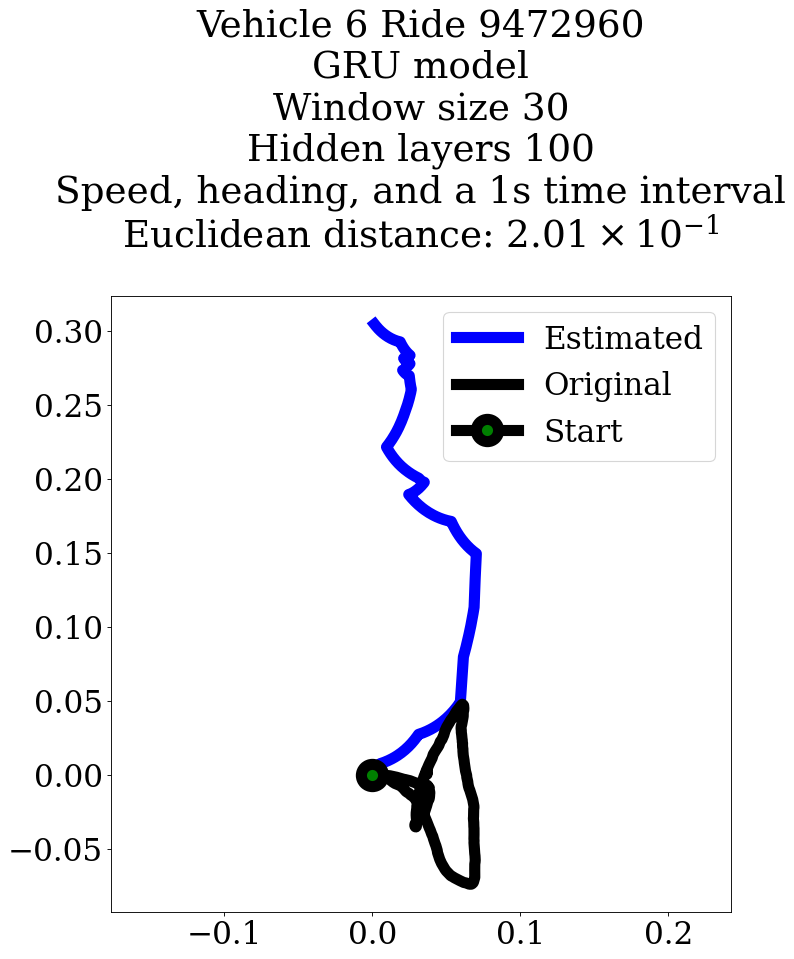 Vehicle 6 Ride 9472960
GRU model
Window size 30
Hidden layers 100
Speed, heading, and a 1s time interval
Euclidean distance: 2.01 × 10⁻¹
Estimated
Original
Start
0.30
0.25
0.20
0.15
0.10
0.05
0.00
−0.05
−0.1 0.0 0.1 0.2